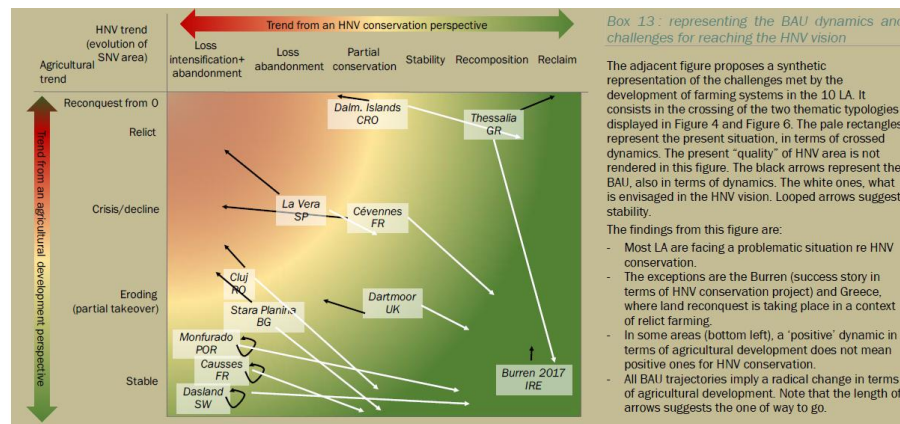 Trend from an HNV conservation perspective
HNV trend
(evolution of
SNV area)
Agricultural
trend
Loss
intensification+
abandonment
Loss
abandonment
Partial
conservation
Stability
Recomposition
Reclaim
Trend from an agricultural development perspective
Reconquest from 0
Relict
Crisis/decline
Eroding
(partial takeover)
Stable
Dalm. Islands
CRO
Thessalia
GR
La Vera
SP
Cévennes
FR
Cluj
RO
Stara Planina
BG
Dartmoor
UK
Monfurado
POR
Causses
FR
Dasland
SW
Burren 2017
IRE
Box 13 : representing the BAU dynamics and
challenges for reaching the HNV vision
The adjacent figure proposes a synthetic
representation of the challenges met by the
development of farming systems in the 10 LA. It
consists in the crossing of the two thematic typologies
displayed in Figure 4 and Figure 6. The pale rectangles
represent the present situation, in terms of crossed
dynamics. The present “quality” of HNV area is not
rendered in this figure. The black arrows represent the
BAU, also in terms of dynamics. The white ones, what
is envisaged in the HNV vision. Looped arrows suggest
stability.
The findings from this figure are:
- Most LA are facing a problematic situation re HNV
conservation.
- The exceptions are the Burren (success story in
terms of HNV conservation project) and Greece,
where land reconquest is taking place in a context
of relict farming.
- In some areas (bottom left), a ‘positive’ dynamic in
terms of agricultural development does not mean
positive ones for HNV conservation.
- All BAU trajectories imply a radical change in terms
of agricultural development. Note that the length of
arrows suggests the one of way to go.